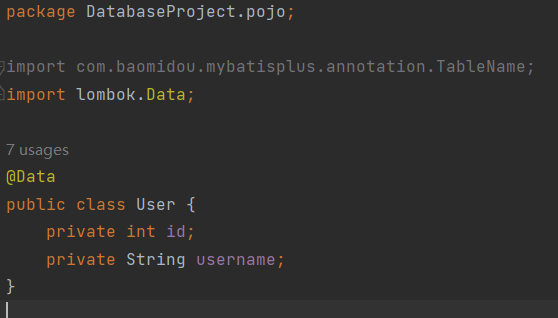 package DatabaseProject.pojo;
import com.baomidou.mybatisplus.annotation.TableName;
import lombok.Data;
7 usages
@Data
public class User {
    private int id;
    private String username;
}